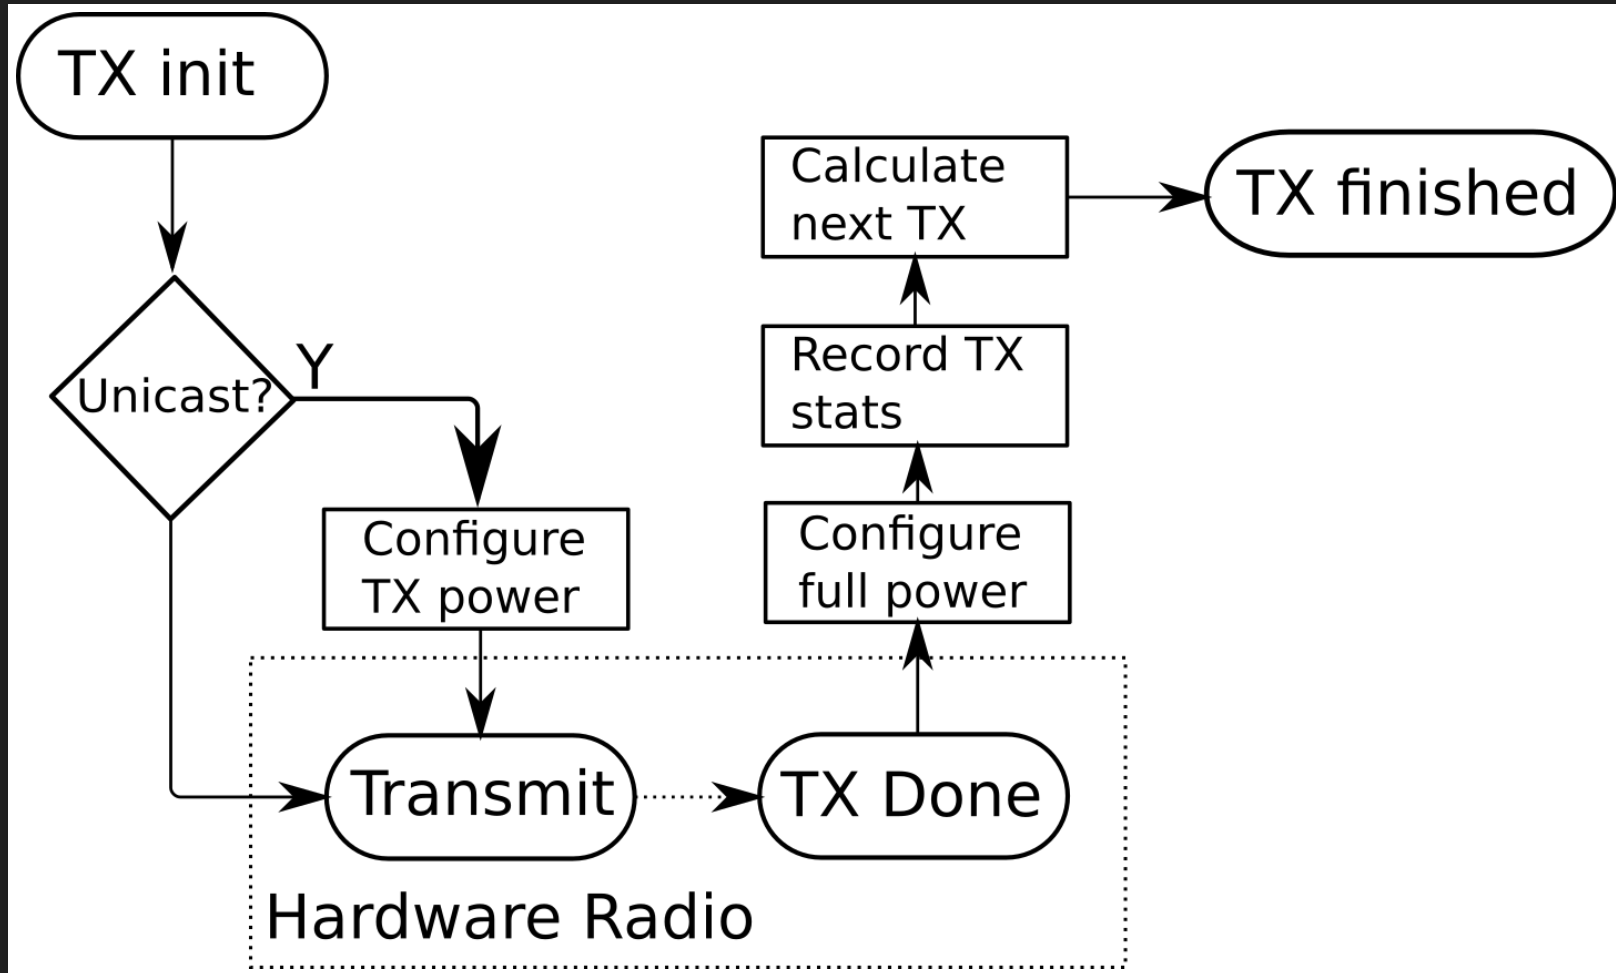 TX init
Unicast?
Y
Configure
TX power
Transmit
TX Done
Hardware Radio
Configure
full power
Record TX
stats
Calculate
next TX
TX finished